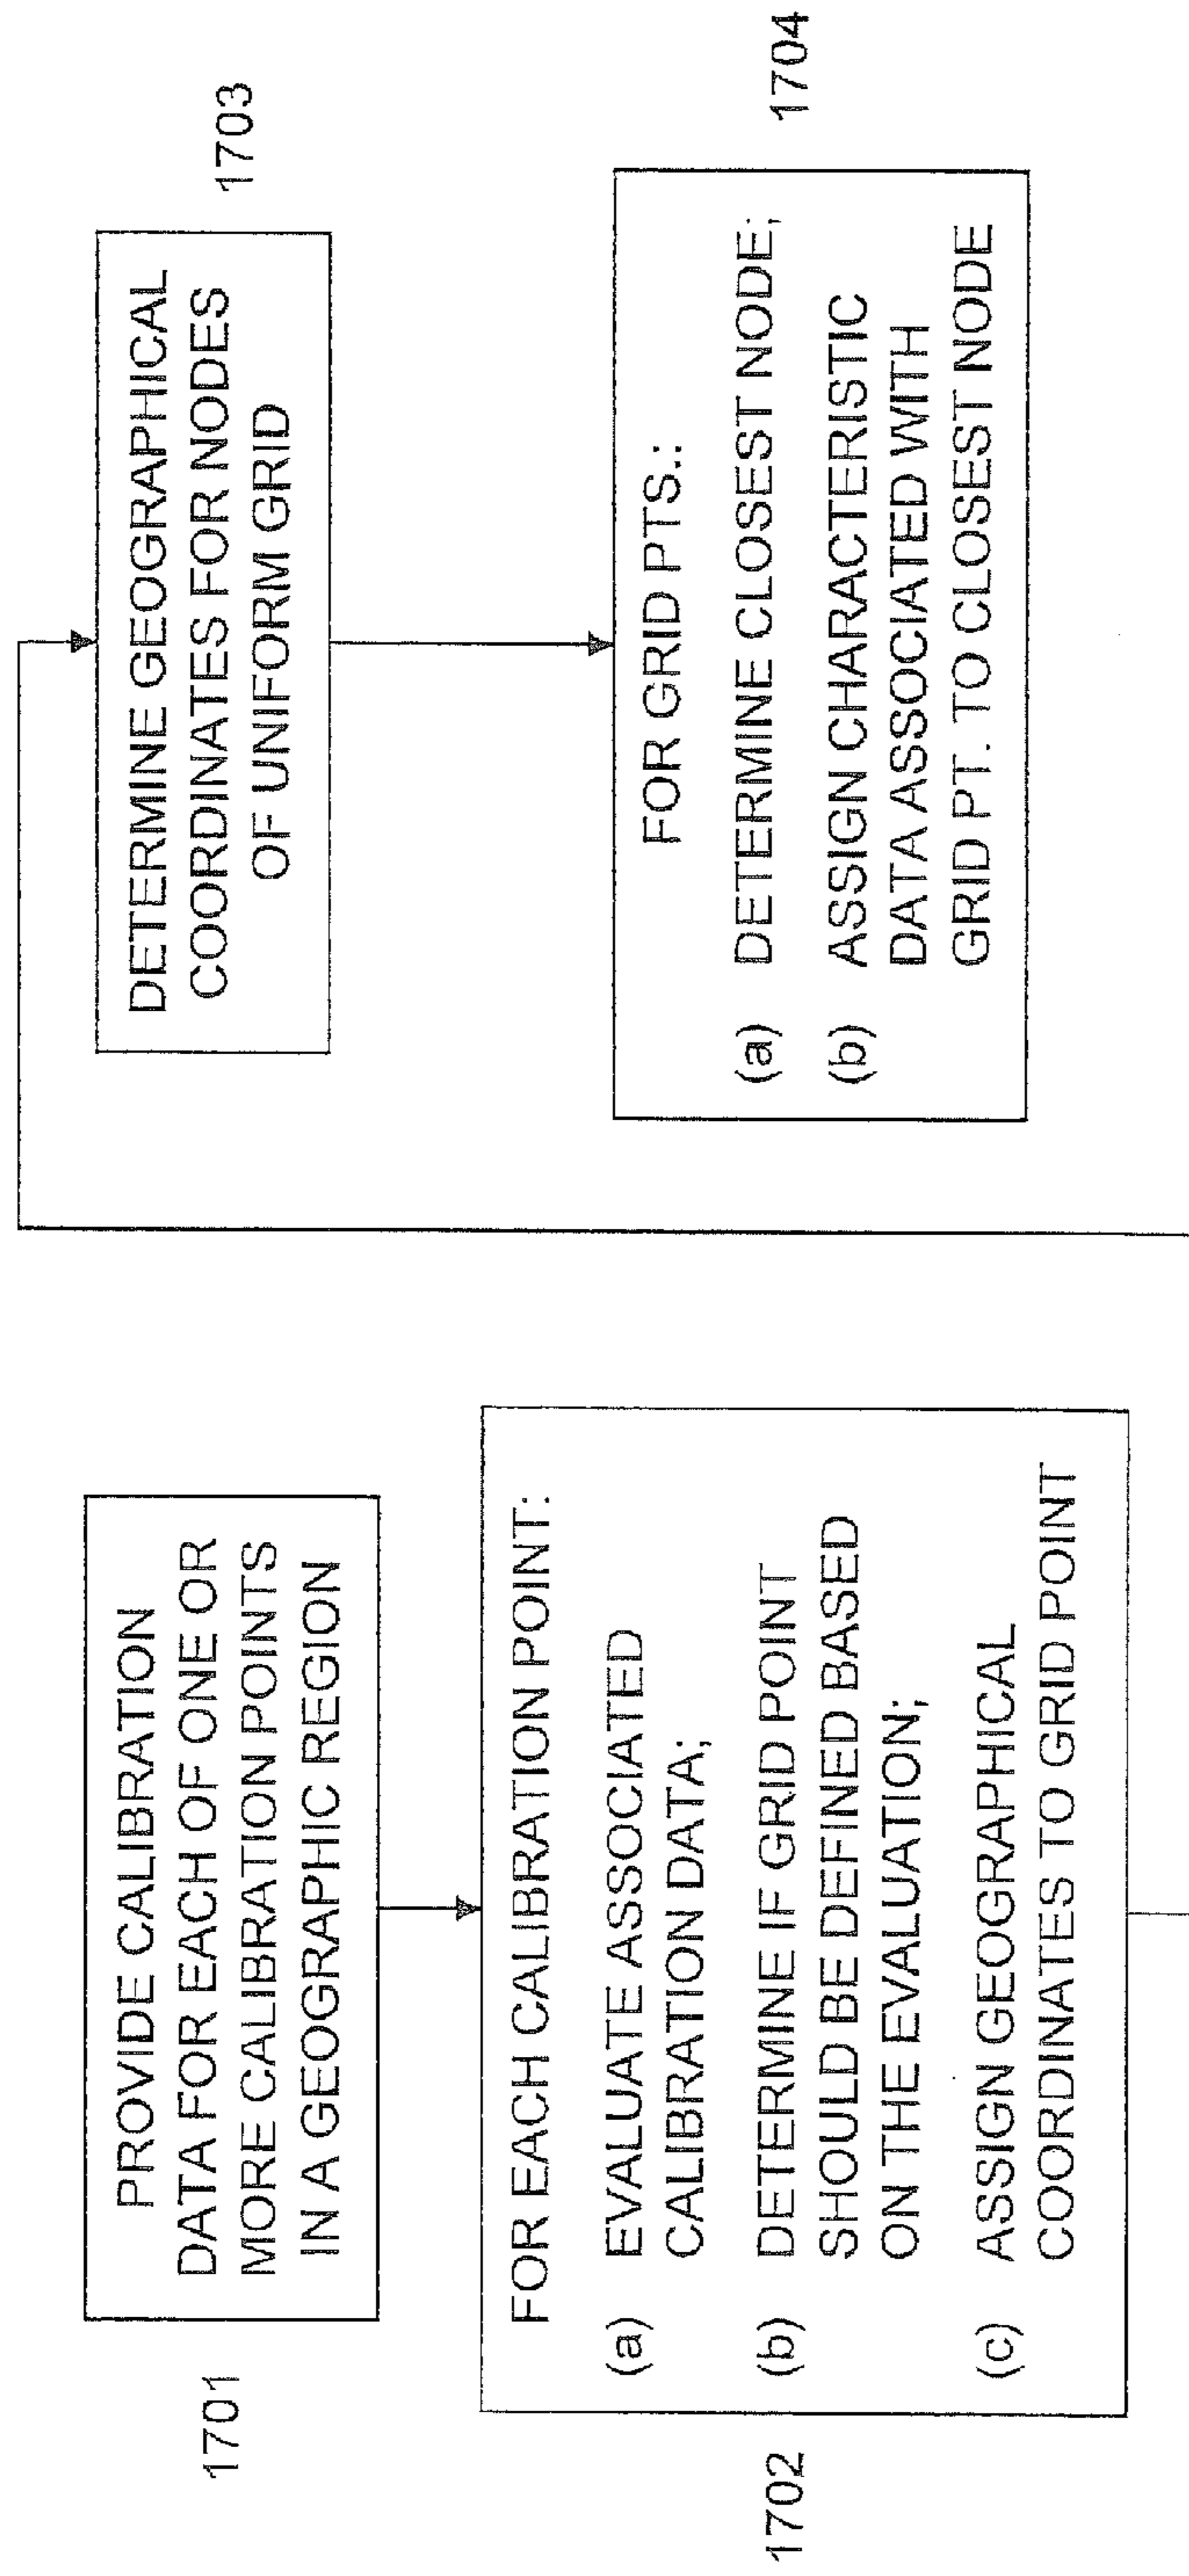 1701
PROVIDE CALIBRATION
DATA FOR EACH OF ONE OR
MORE CALIBRATION POINTS
IN A GEOGRAPHIC REGION
1702
FOR EACH CALIBRATION POINT:
(a) EVALUATE ASSOCIATED
CALIBRATION DATA;
(b) DETERMINE IF GRID POINT
SHOULD BE DEFINED BASED
ON THE EVALUATION;
(c) ASSIGN GEOGRAPHICAL
COORDINATES TO GRID POINT
DETERMINE GEOGRAPHICAL
COORDINATES FOR NODES
OF UNIFORM GRID
1703
FOR GRID PTS.:
(a) DETERMINE CLOSEST NODE;
(b) ASSIGN CHARACTERISTIC
DATA ASSOCIATED WITH
GRID PT. TO CLOSEST NODE
1704